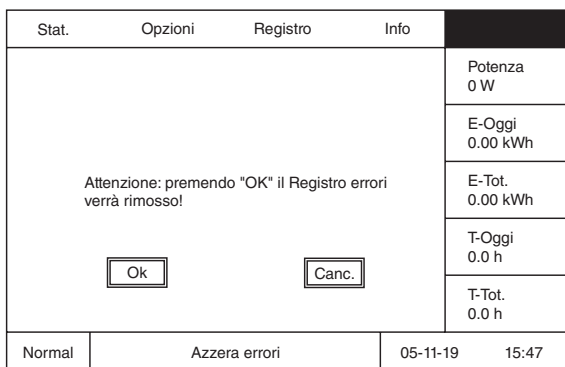 Stat. Opzioni Registro Info
Potenza
0 W
E-Oggi
0.00 kWh
Attenzione: premendo "OK" il Registro errori
verrà rimosso!
E-Tot.
0.00 kWh
T-Oggi
0.0 h
Ok Canc.
T-Tot.
0.0 h
Normal Azzera errori 05-11-19 15:47